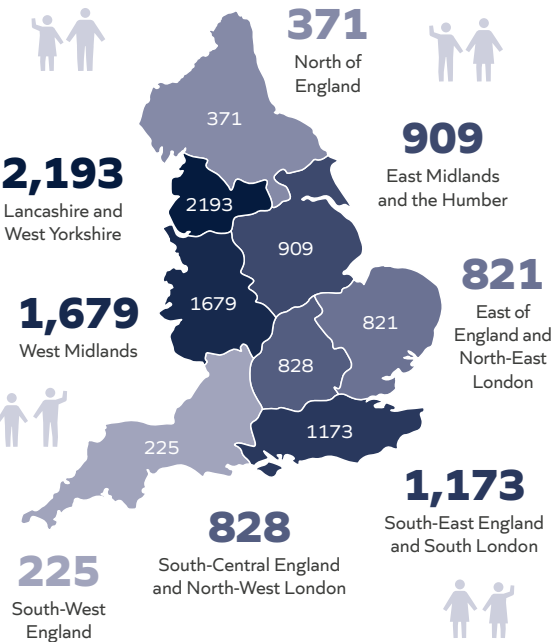 371
North of
England
371
909
East Midlands
and the Humber
2,193
Lancashire and
West Yorkshire
2193
909
821
East of
England and
North-East
London
1,679
West Midlands
1679
821
828
225
1173
1,173
South-East England
and South London
828
South-Central England
and North-West London
225
South-West
England